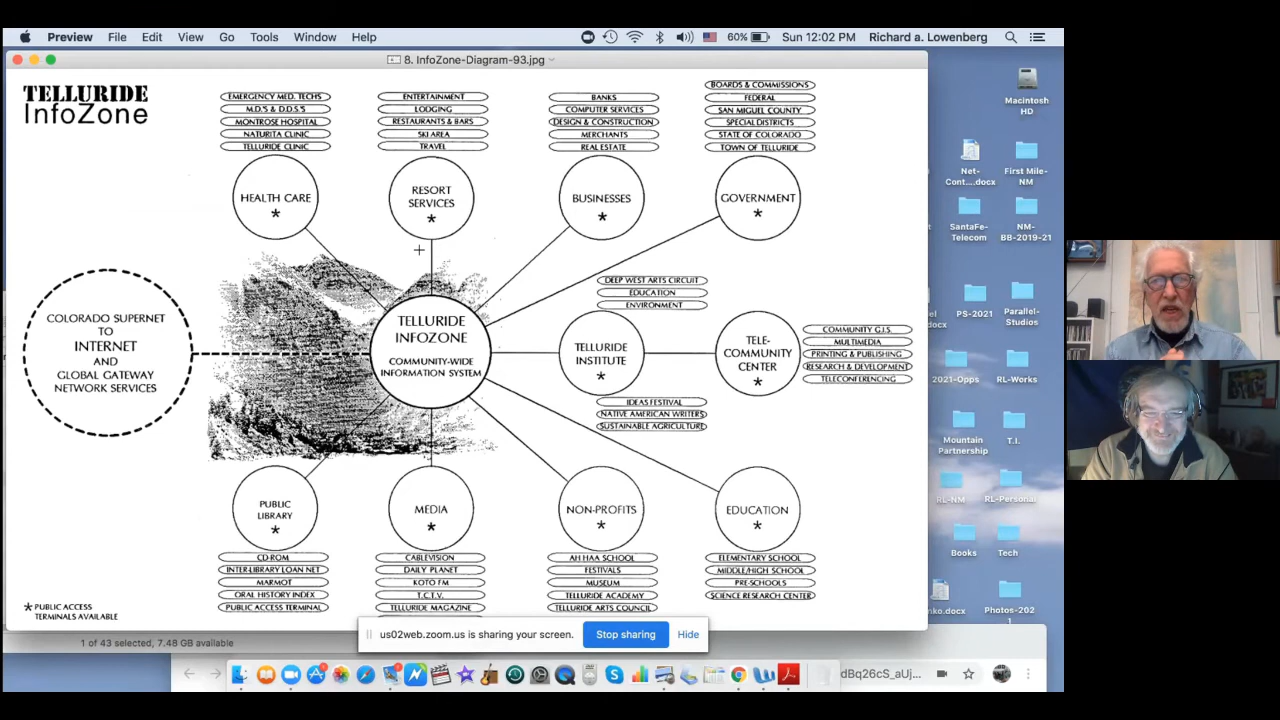 Preview File Edit View Go Tools Window Help
60% Sun 12:02 PM Richard a. Lowenberg
8. InfoZone-Diagram-93.jpg
TELLURIDE
InfoZone
EMERGENCY MED. TECHS
M.D.'S & D.D.S.'S
MONTROSE HOSPITAL
NATURITA CLINIC
TELLURIDE CLINIC
HEALTH CARE
*
ENTERTAINMENT
LODGING
RESTAURANTS & BARS
SKI AREA
TRAVEL
RESORT
SERVICES
*
BANKS
COMPUTER SERVICES
DESIGN & CONSTRUCTION
MERCHANTS
REAL ESTATE
BUSINESSES
*
BOARDS & COMMISSIONS
FEDERAL
SAN MIGUEL COUNTY
SPECIAL DISTRICTS
STATE OF COLORADO
TOWN OF TELLURIDE
GOVERNMENT
*
COLORADO SUPERNET
TO
INTERNET
AND
GLOBAL GATEWAY
NETWORK SERVICES
TELLURIDE
INFOZONE
COMMUNITY-WIDE
INFORMATION SYSTEM
DEEP WEST ARTS CIRCUIT
EDUCATION
ENVIRONMENT
TELLURIDE
INSTITUTE
*
IDEAS FESTIVAL
NATIVE AMERICAN WRITERS
SUSTAINABLE AGRICULTURE
TELE-
COMMUNITY
CENTER
*
COMMUNITY G.I.S.
MULTIMEDIA
PRINTING & PUBLISHING
RESEARCH & DEVELOPMENT
TELECONFERENCING
PUBLIC
LIBRARY
*
CD-ROM
INTER-LIBRARY LOAN NET
MARMOT
ORAL HISTORY INDEX
PUBLIC ACCESS TERMINAL
MEDIA
*
CABLEVISION
DAILY PLANET
KOTO FM
T.C.T.V.
TELLURIDE MAGAZINE
NON-PROFITS
*
AH HAA SCHOOL
FESTIVALS
MUSEUM
TELLURIDE ACADEMY
TELLURIDE ARTS COUNCIL
EDUCATION
*
ELEMENTARY SCHOOL
MIDDLE/HIGH SCHOOL
PRE-SCHOOLS
SCIENCE RESEARCH CENTER
* PUBLIC ACCESS
TERMINALS AVAILABLE
1 of 43 selected, 7.48 GB available
us02web.zoom.us is sharing your screen. Stop sharing Hide
dBq26cS_aUj...
Macintosh
HD
Net-
Cont....docx
First Mile-
NM
SantaFe-
Telecom
NM-
BB-2019-21
PS-2021
Parallel-
Studios
2021-Opps
RL-Works
Mountain
Partnership
T.I.
RL-NM
RL-Personal
Books
Tech
nko.docx
Photos-202
1